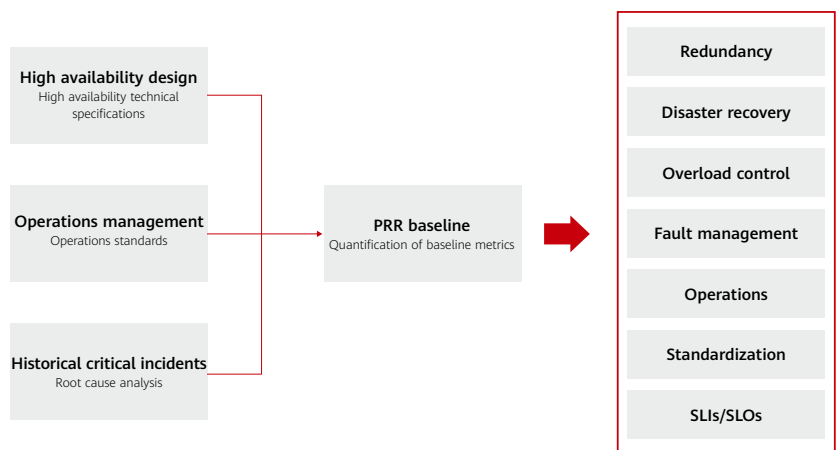 High availability design
High availability technical
specifications
Operations management
Operations standards
Historical critical incidents
Root cause analysis
PRR baseline
Quantification of baseline metrics
Redundancy
Disaster recovery
Overload control
Fault management
Operations
Standardization
SLIs/SLOs